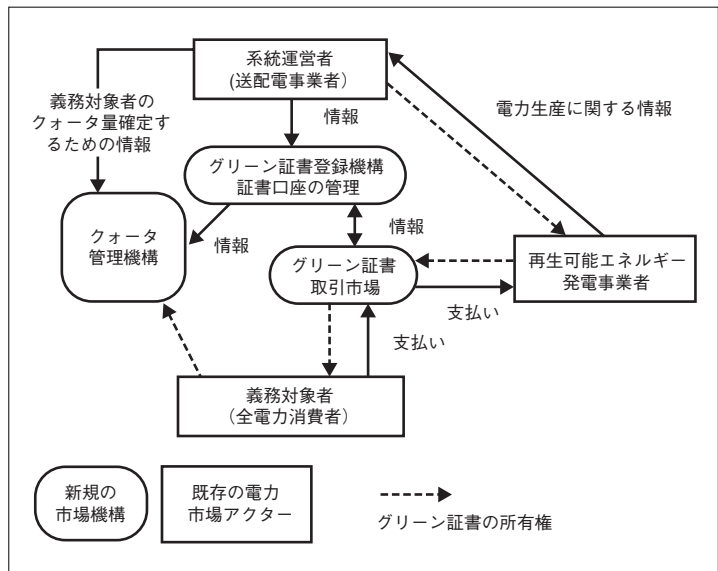 系統運営者
(送配電事業者）
義務対象者の
クォータ量確定す
るための情報
情報
電力生産に関する情報
グリーン証書登録機構
証書口座の管理
クォータ
管理機構
情報
情報
グリーン証書
取引市場
再生可能エネルギー
発電事業者
支払い
支払い
義務対象者
（全電力消費者）
新規の
市場機構
既存の電力
市場アクター
グリーン証書の所有権